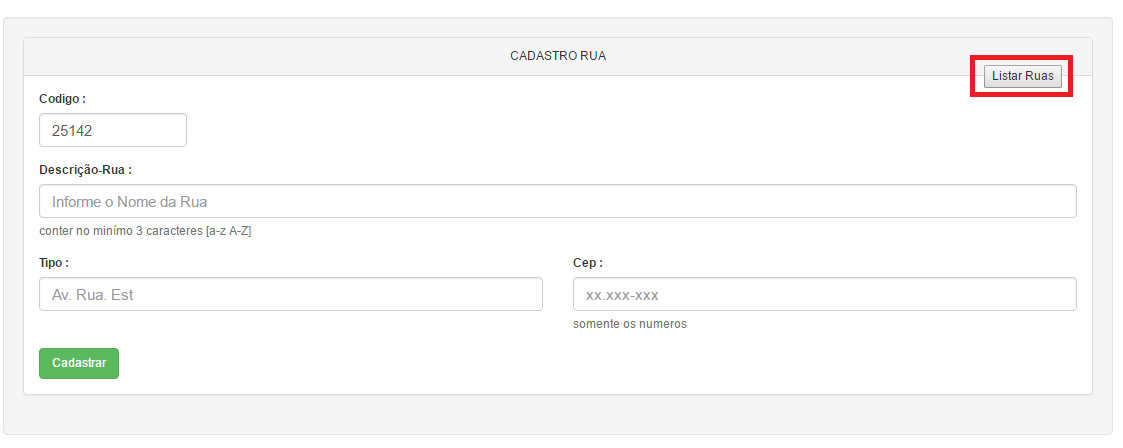 CADASTRO RUA
Listar Ruas
Codigo :
25142
Descrição-Rua :
Informe o Nome da Rua
conter no minímo 3 caracteres [a-z A-Z]
Tipo :
Av. Rua. Est
Cep :
xx.xxx-xxx
somente os numeros
Cadastrar